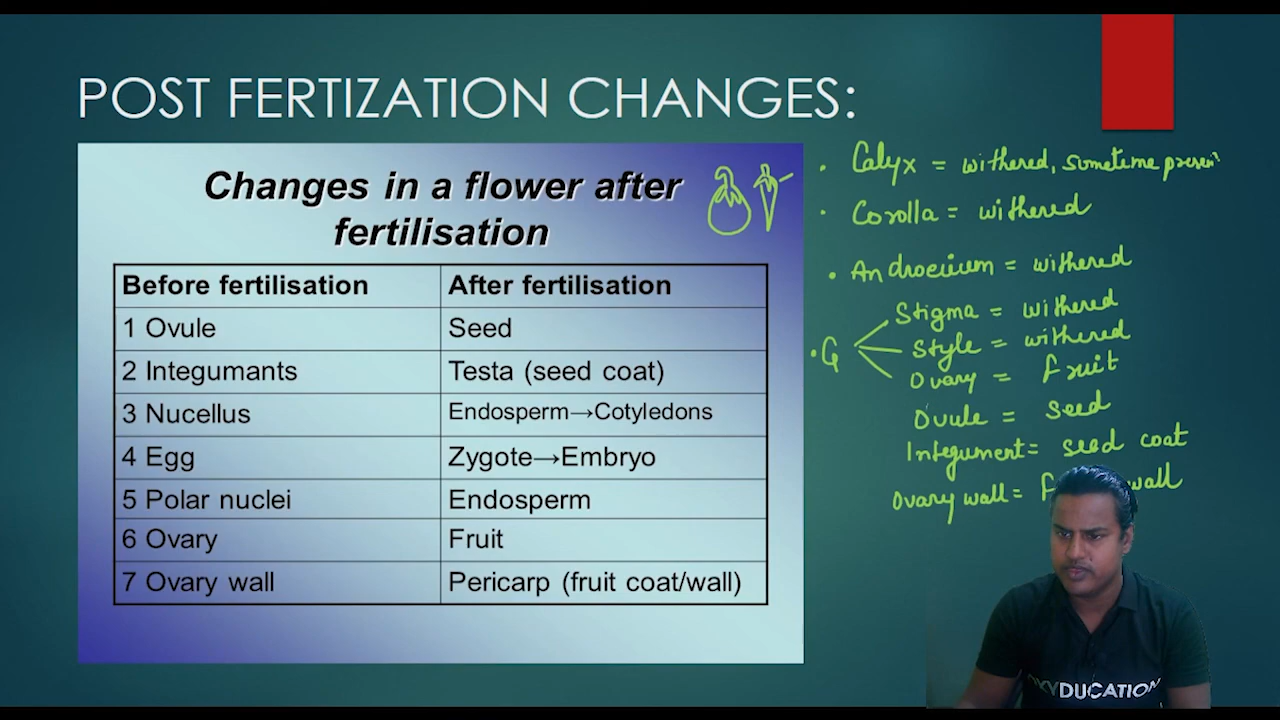 POST FERTIZATION CHANGES:
Changes in a flower after
fertilisation
Before fertilisation After fertilisation
1 Ovule Seed
2 Integumants Testa (seed coat)
3 Nucellus Endosperm→Cotyledons
4 Egg Zygote→Embryo
5 Polar nuclei Endosperm
6 Ovary Fruit
7 Ovary wall Pericarp (fruit coat/wall)
• Calyx = withered, sometime present
• Corolla = withered
• Androecium = withered
Stigma = withered
• G Style = withered
Ovary = fruit
Ovule = seed
Integument = seed coat
Ovary wall = wall
DUCATION